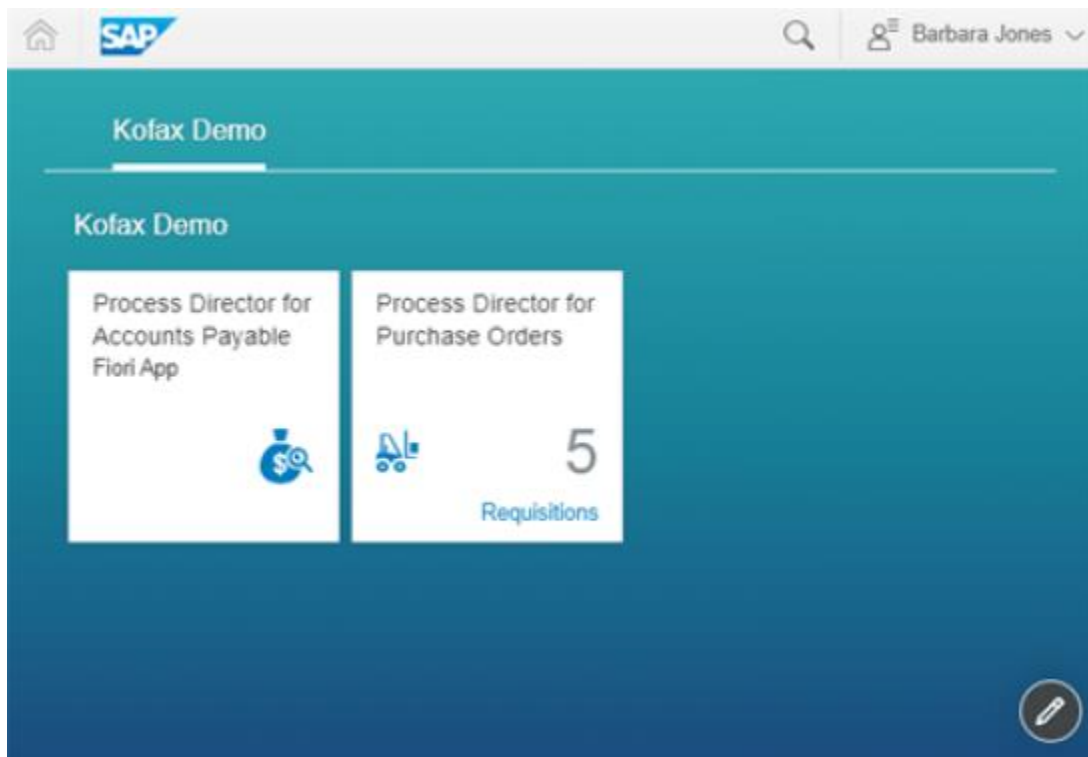 SAP
Barbara Jones
Kofax Demo
Kofax Demo
Process Director for
Accounts Payable
Fiori App
$
Process Director for
Purchase Orders
5
Requisitions